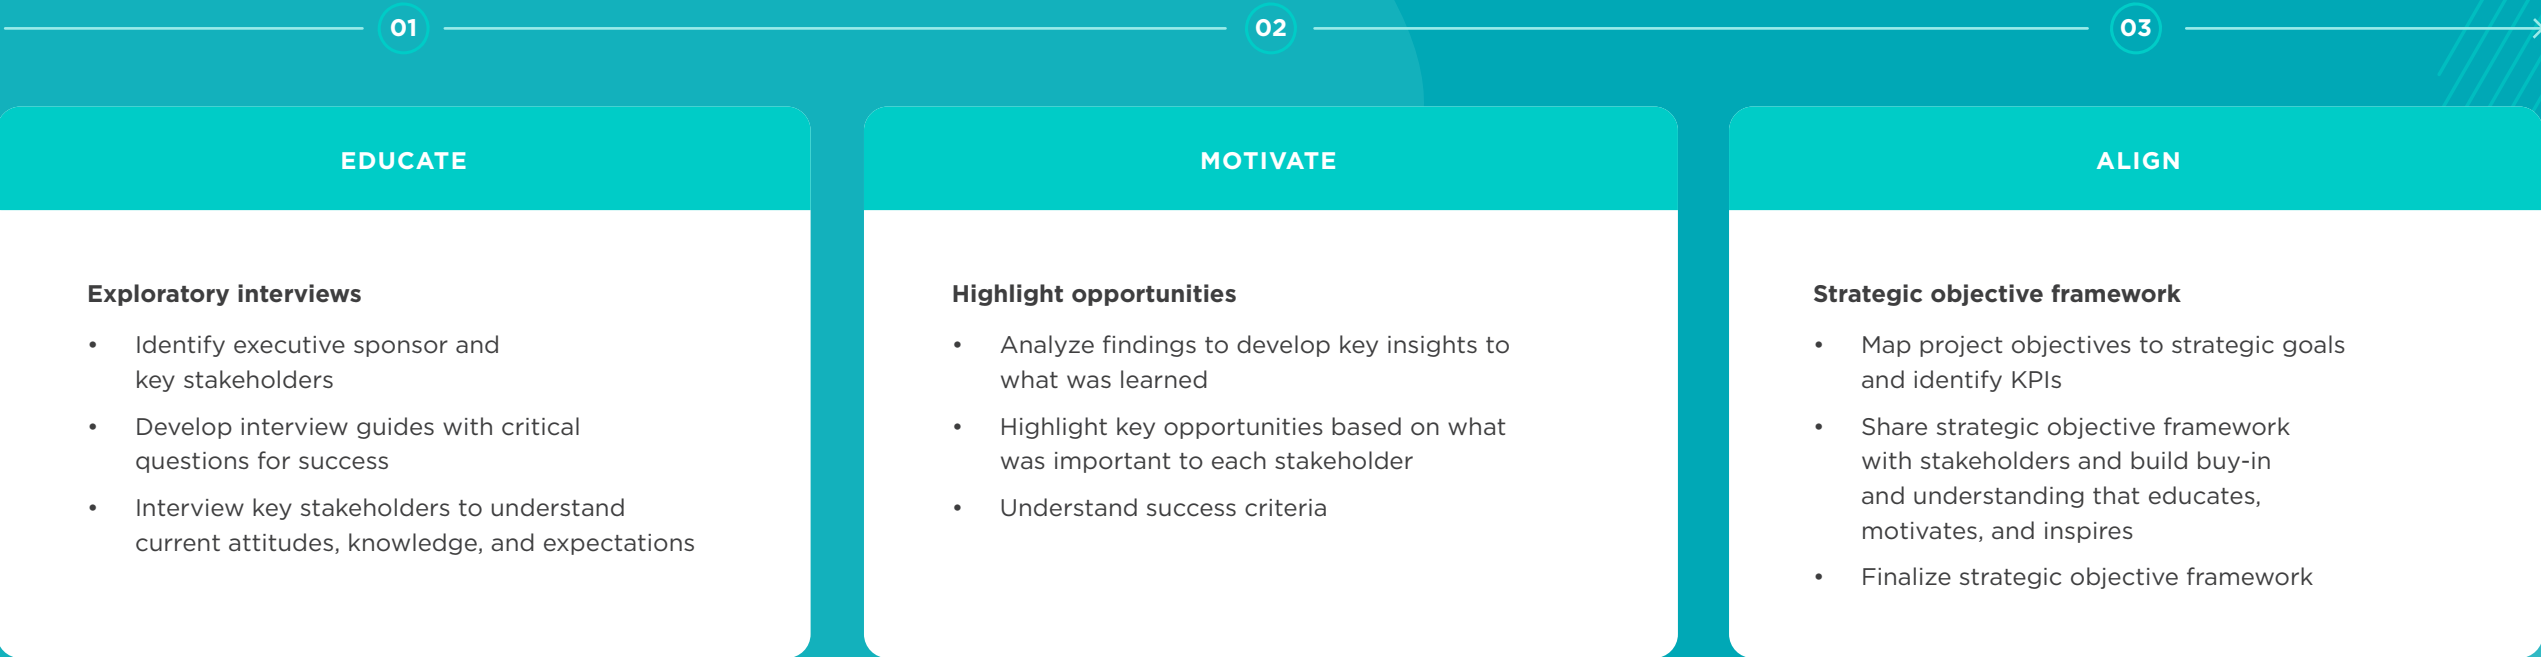 01
02
03
EDUCATE
Exploratory interviews
• Identify executive sponsor and
key stakeholders
• Develop interview guides with critical
questions for success
• Interview key stakeholders to understand
current attitudes, knowledge, and expectations
MOTIVATE
Highlight opportunities
• Analyze findings to develop key insights to
what was learned
• Highlight key opportunities based on what
was important to each stakeholder
• Understand success criteria
ALIGN
Strategic objective framework
• Map project objectives to strategic goals
and identify KPIs
• Share strategic objective framework
with stakeholders and build buy-in
and understanding that educates,
motivates, and inspires
• Finalize strategic objective framework